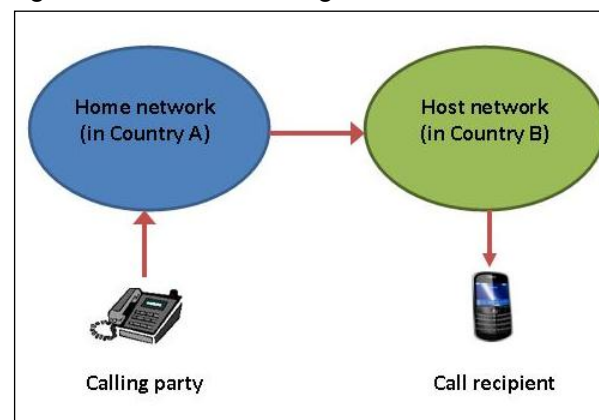 Home network
(in Country A)
Host network
(in Country B)
Calling party
Call recipient